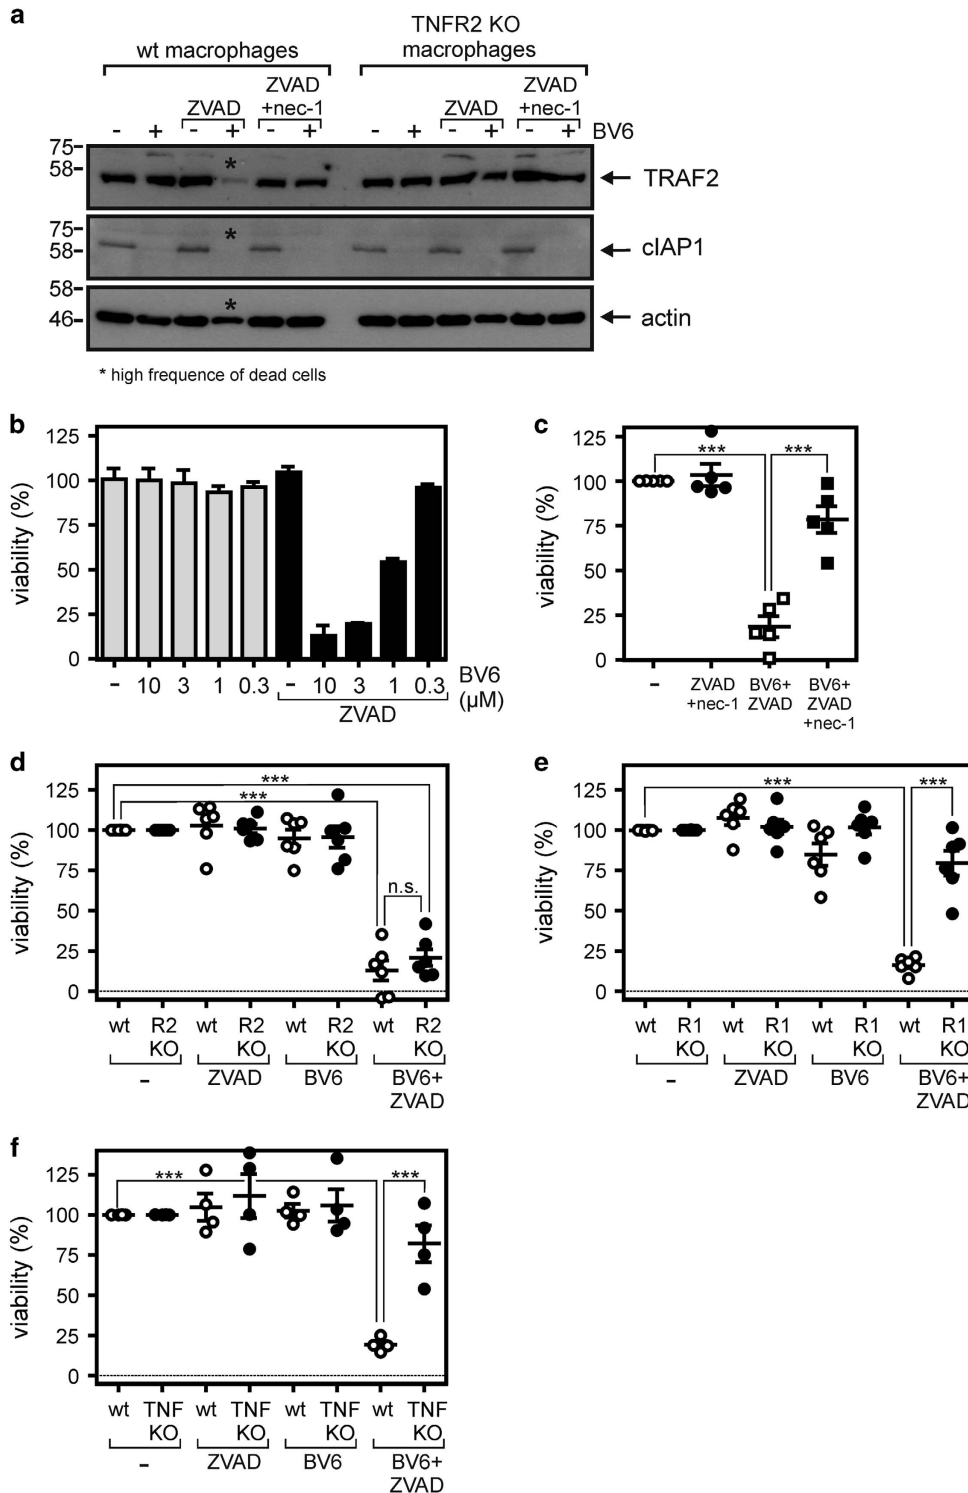 a
TNFR2 KO
wt macrophages macrophages
ZVAD ZVAD
ZVAD +nec-1 ZVAD +nec-1
- + - + - + - + - + - + BV6
75-
58-
*
TRAF2
75-
58-
*
cIAP1
58-
46-
*
actin
* high frequence of dead cells
b
125
100
75
50
25
0
viability (%)
- 10 3 1 0.3 - 10 3 1 0.3 BV6
(µM)
ZVAD
c
125
100
75
50
25
0
viability (%)
*** ***
- ZVAD BV6+ BV6+
+nec-1 ZVAD ZVAD
+nec-1
d
125
100
75
50
25
0
viability (%)
***
***
n.s.
wt R2 wt R2 wt R2 wt R2
KO KO KO KO
- ZVAD BV6 BV6+
ZVAD
e
125
100
75
50
25
0
viability (%)
*** ***
wt R1 wt R1 wt R1 wt R1
KO KO KO KO
- ZVAD BV6 BV6+
ZVAD
f
125
100
75
50
25
0
viability (%)
*** ***
wt TNF wt TNF wt TNF wt TNF
KO KO KO KO
- ZVAD BV6 BV6+
ZVAD